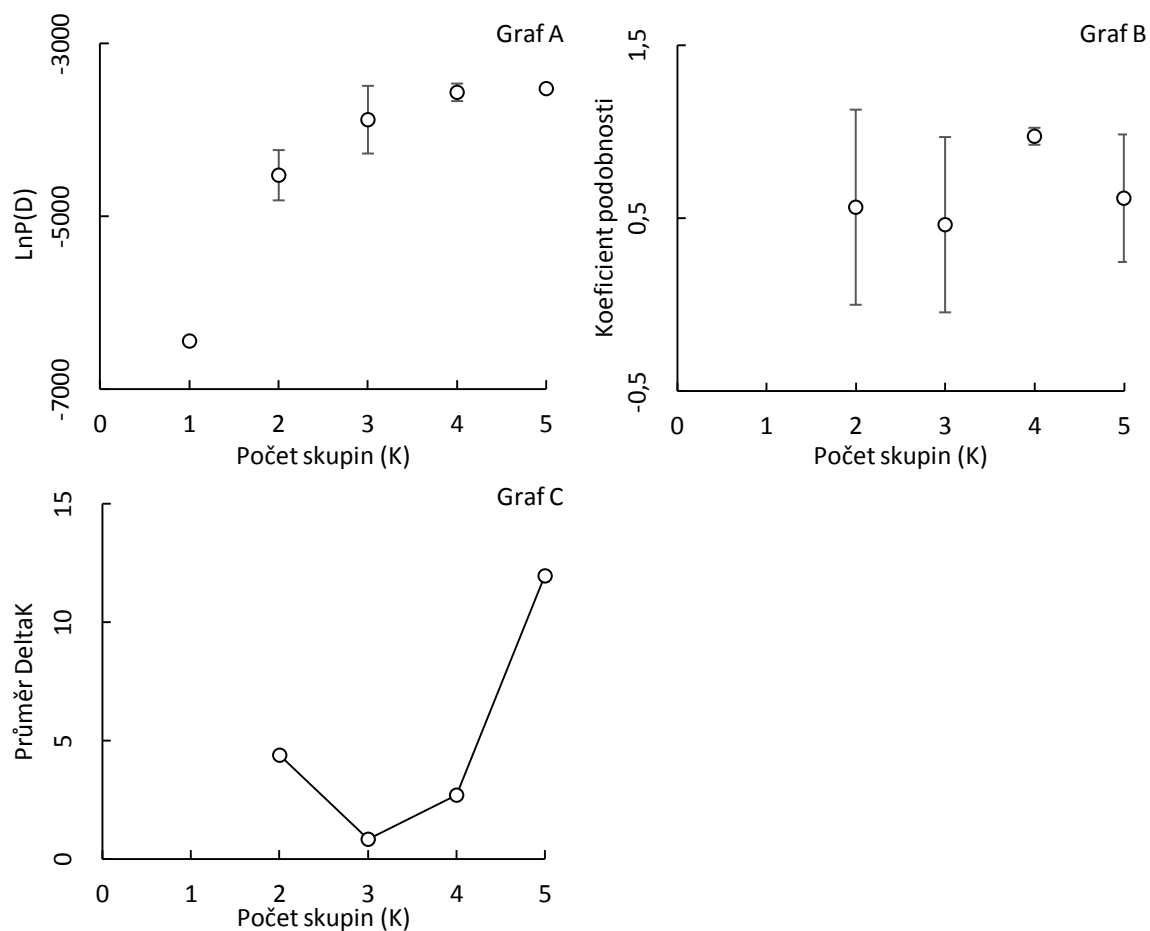 Graf A
LnP(D)
-3000
-5000
-7000
0 1 2 3 4 5
Počet skupin (K)
Graf B
Koeficient podobnosti
1,5
0,5
-0,5
0 1 2 3 4 5
Počet skupin (K)
Graf C
Průměr DeltaK
15
10
5
0
0 1 2 3 4 5
Počet skupin (K)